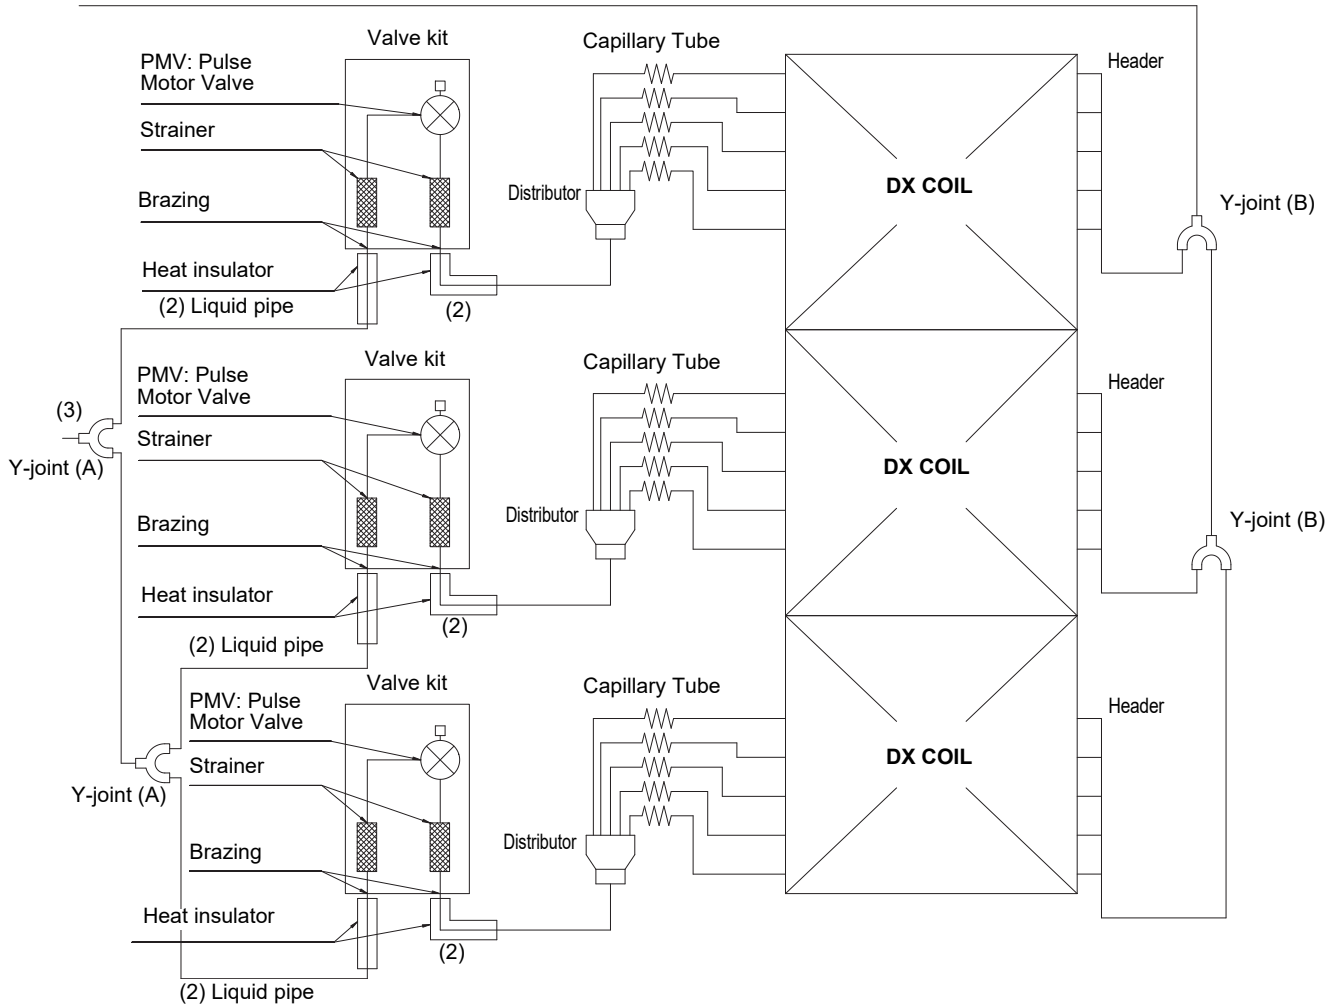 Valve kit
Capillary Tube
Header
PMV: Pulse
Motor Valve
Strainer
Brazing
Distributor
DX COIL
Y-joint (B)
Heat insulator
(2) Liquid pipe
(2)
Valve kit
Capillary Tube
Header
PMV: Pulse
Motor Valve
(3)
Strainer
Y-joint (A)
DX COIL
Brazing
Distributor
Y-joint (B)
Heat insulator
(2)
(2) Liquid pipe
Valve kit
Capillary Tube
Header
PMV: Pulse
Motor Valve
Strainer
DX COIL
Y-joint (A)
Brazing
Distributor
Heat insulator
(2)
(2) Liquid pipe